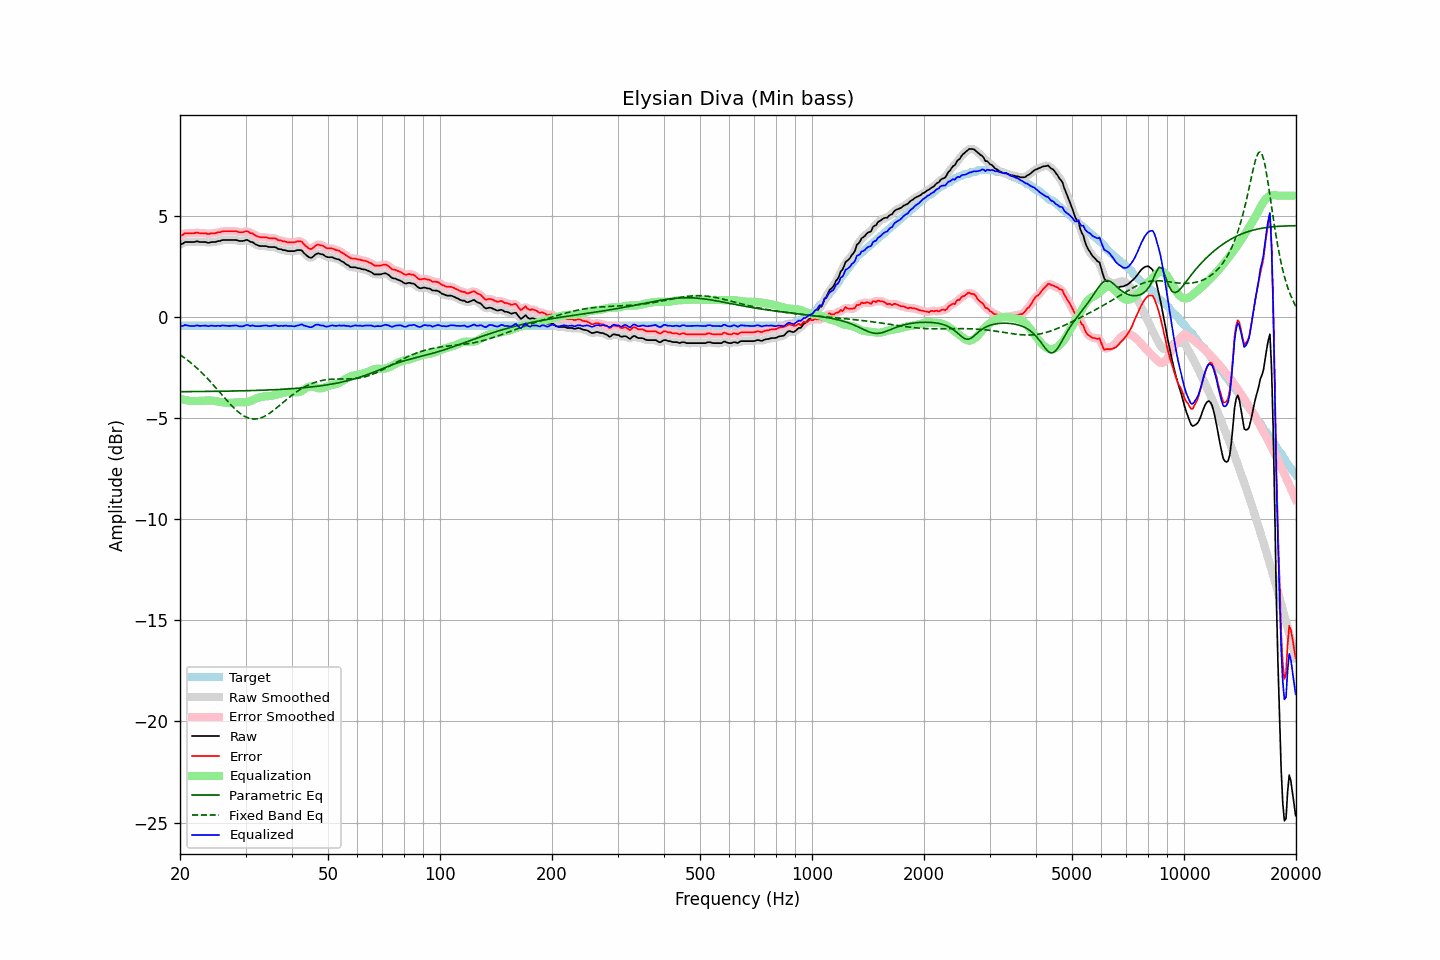 Elysian Diva (Min bass)
Amplitude (dBr)
5
0
−5
−10
−15
−20
−25
Target
Raw Smoothed
Error Smoothed
Raw
Error
Equalization
Parametric Eq
Fixed Band Eq
Equalized
20 50 100 200 500 1000 2000 5000 10000 20000
Frequency (Hz)